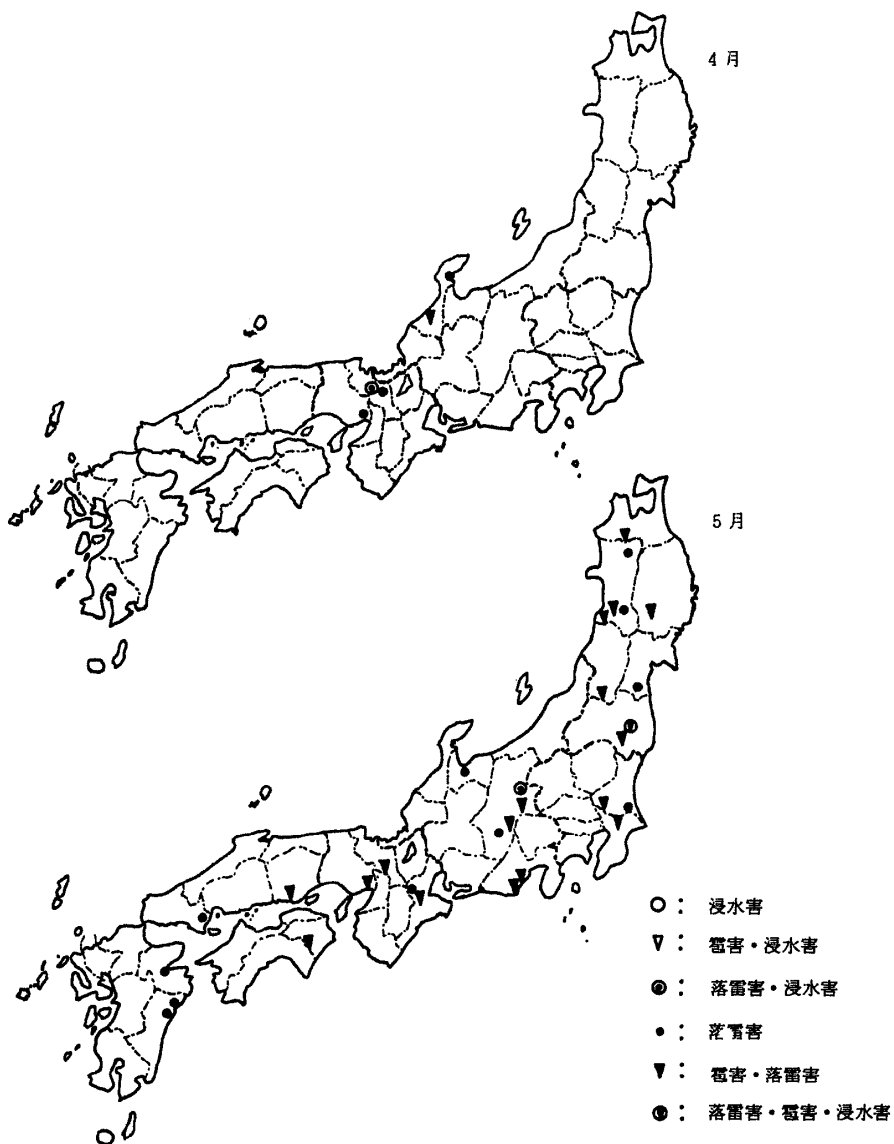 4月
5月
○ : 浸水害
▽ : 雹害・浸水害
◎ : 落雷害・浸水害
● : 落雷害
▼ : 雹害・落雷害
: 落雷害・雹害・浸水害